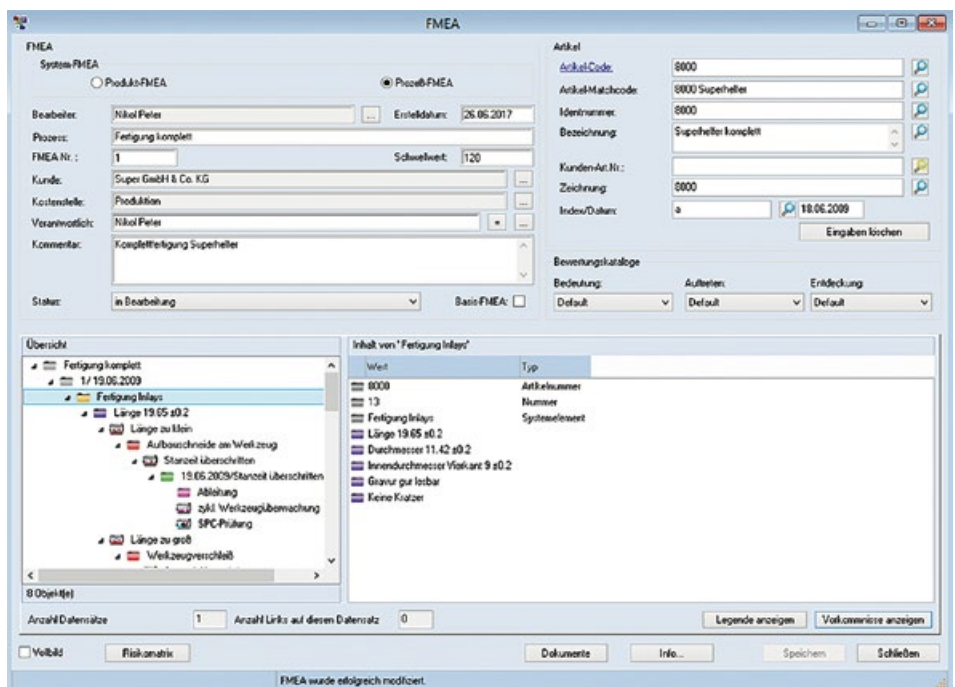 FMEA
FMEA
System-FMEA
Produkt-FMEA
Prozeß-FMEA
Bearbeiter:
Nikol Peter
...
Erstelldatum:
26.06.2017
Prozess:
Fertigung komplett
FMEA Nr. :
1
Schwellwert:
120
Kunde:
Super GmbH & Co. KG
...
Kostenstelle:
Produktion
...
Verantwortlich:
Nikol Peter
...
Kommentar:
Komplettfertigung Superheller
Status:
in Bearbeitung
Basis-FMEA:
Artikel
Artikel-Code:
8000
Artikel-Matchcode:
8000 Superheller
Identnummer:
8000
Bezeichnung:
Superhelfer komplett
Kunden-Art.Nr.:
Zeichnung:
8000
Index/Datum:
a
18.06.2009
Eingaben löschen
Bewertungskataloge
Bedeutung:
Auftreten:
Entdeckung:
Default
Default
Default
Übersicht
Fertigung komplett
1/ 19.06.2009
Fertigung Inlays
Länge 19.65 ±0.2
Länge zu klein
Aufbauschneide am Werkzeug
Standzeit überschritten
19.06.2009/Standzeit überschritten
Ableitung
zykl. Werkzeugüberwachung
SPC-Prüfung
Länge zu groß
Werkzeugverschleiß
8 Objekt(e)
Inhalt von "Fertigung Inlays"
Wert
Typ
8000
Artikelnummer
13
Nummer
Fertigung Inlays
Systemelement
Länge 19.65 ±0.2
Durchmesser 11.42 ±0.2
Innendurchmesser Vierkant 9 ±0.2
Gravur gur lesbar
Keine Kratzer
Anzahl Datensätze
1
Anzahl Links auf diesen Datensatz
0
Legende anzeigen
Vorkommnisse anzeigen
Vollbild
Risikomatrix
Dokumente
Info...
Speichern
Schließen
FMEA wurde erfolgreich modifiziert.